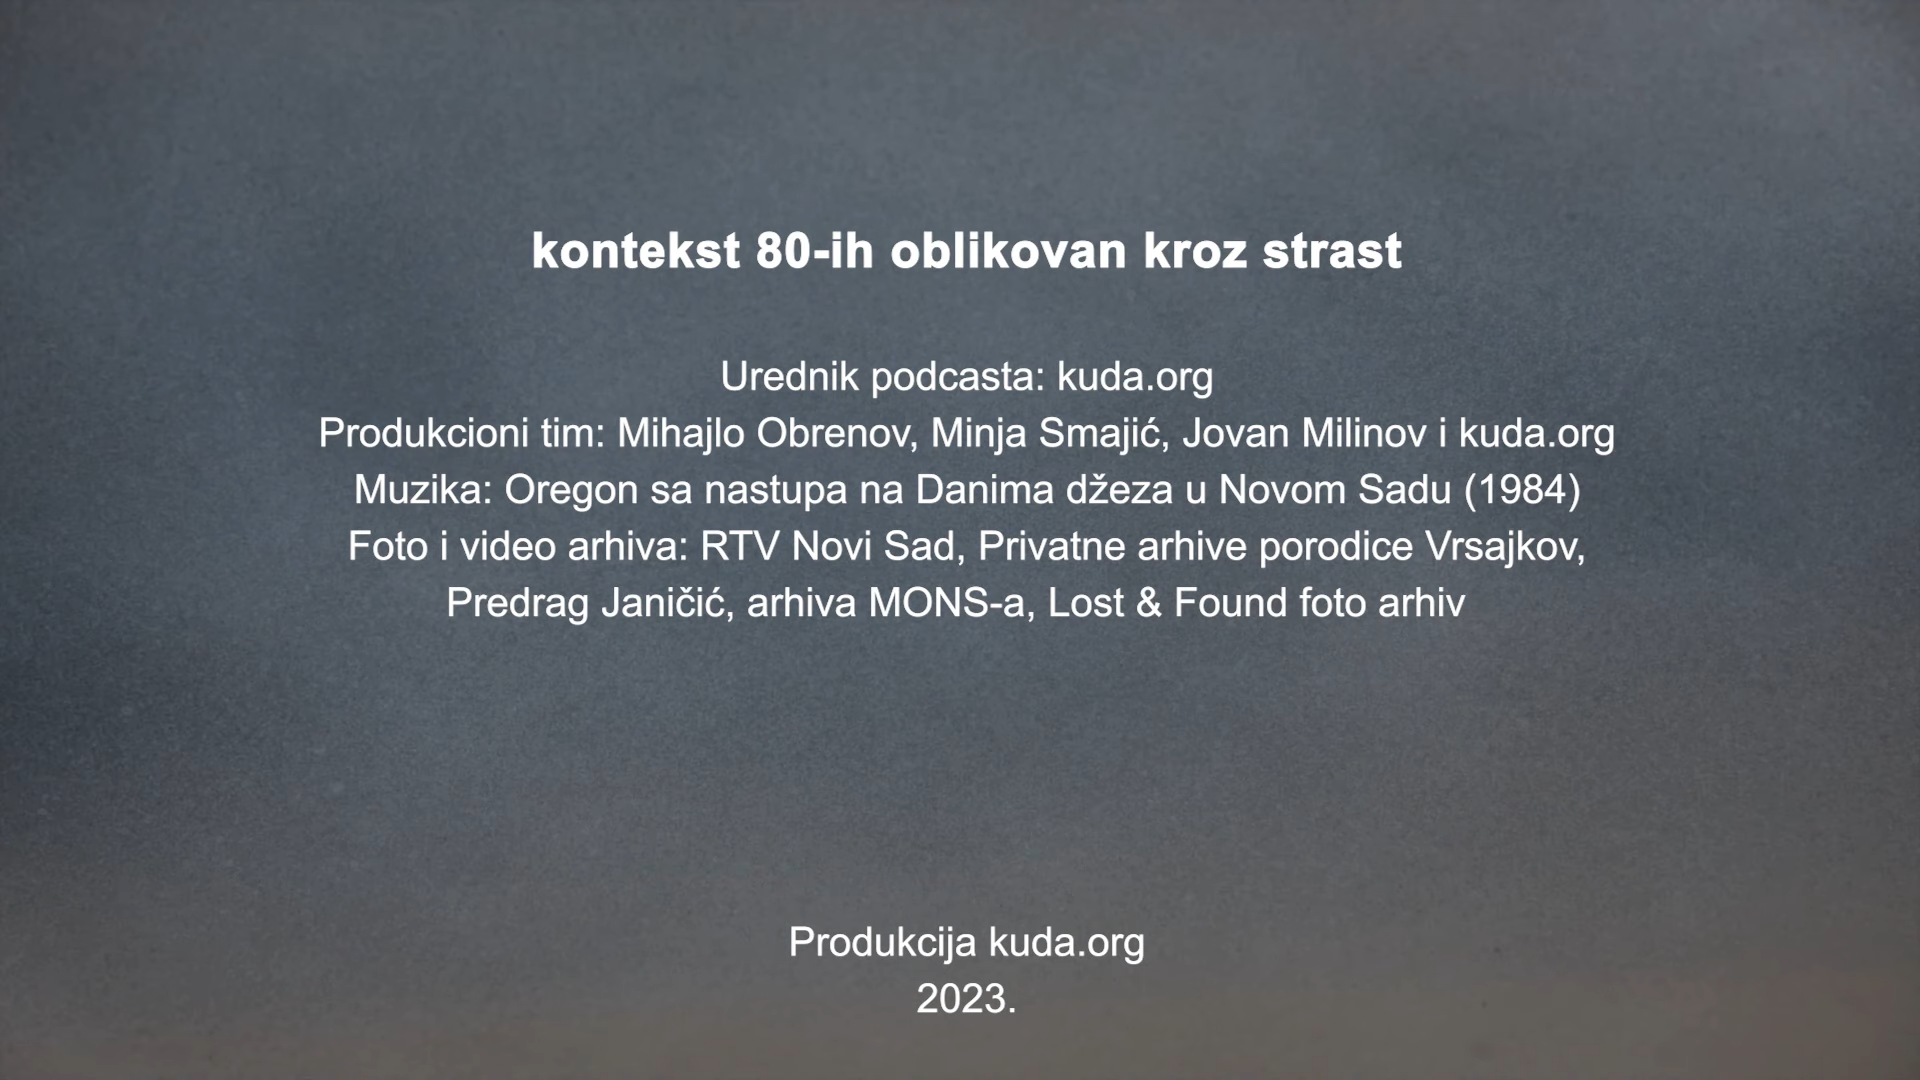 kontekst 80-ih oblikovan kroz strast
Urednik podcasta: kuda.org
Produkcioni tim: Mihajlo Obrenov, Minja Smajić, Jovan Milinov i kuda.org
Muzika: Oregon sa nastupa na Danima džeza u Novom Sadu (1984)
Foto i video arhiva: RTV Novi Sad, Privatne arhive porodice Vrsajkov,
Predrag Janičić, arhiva MONS-a, Lost & Found foto arhiv
Produkcija kuda.org
2023.